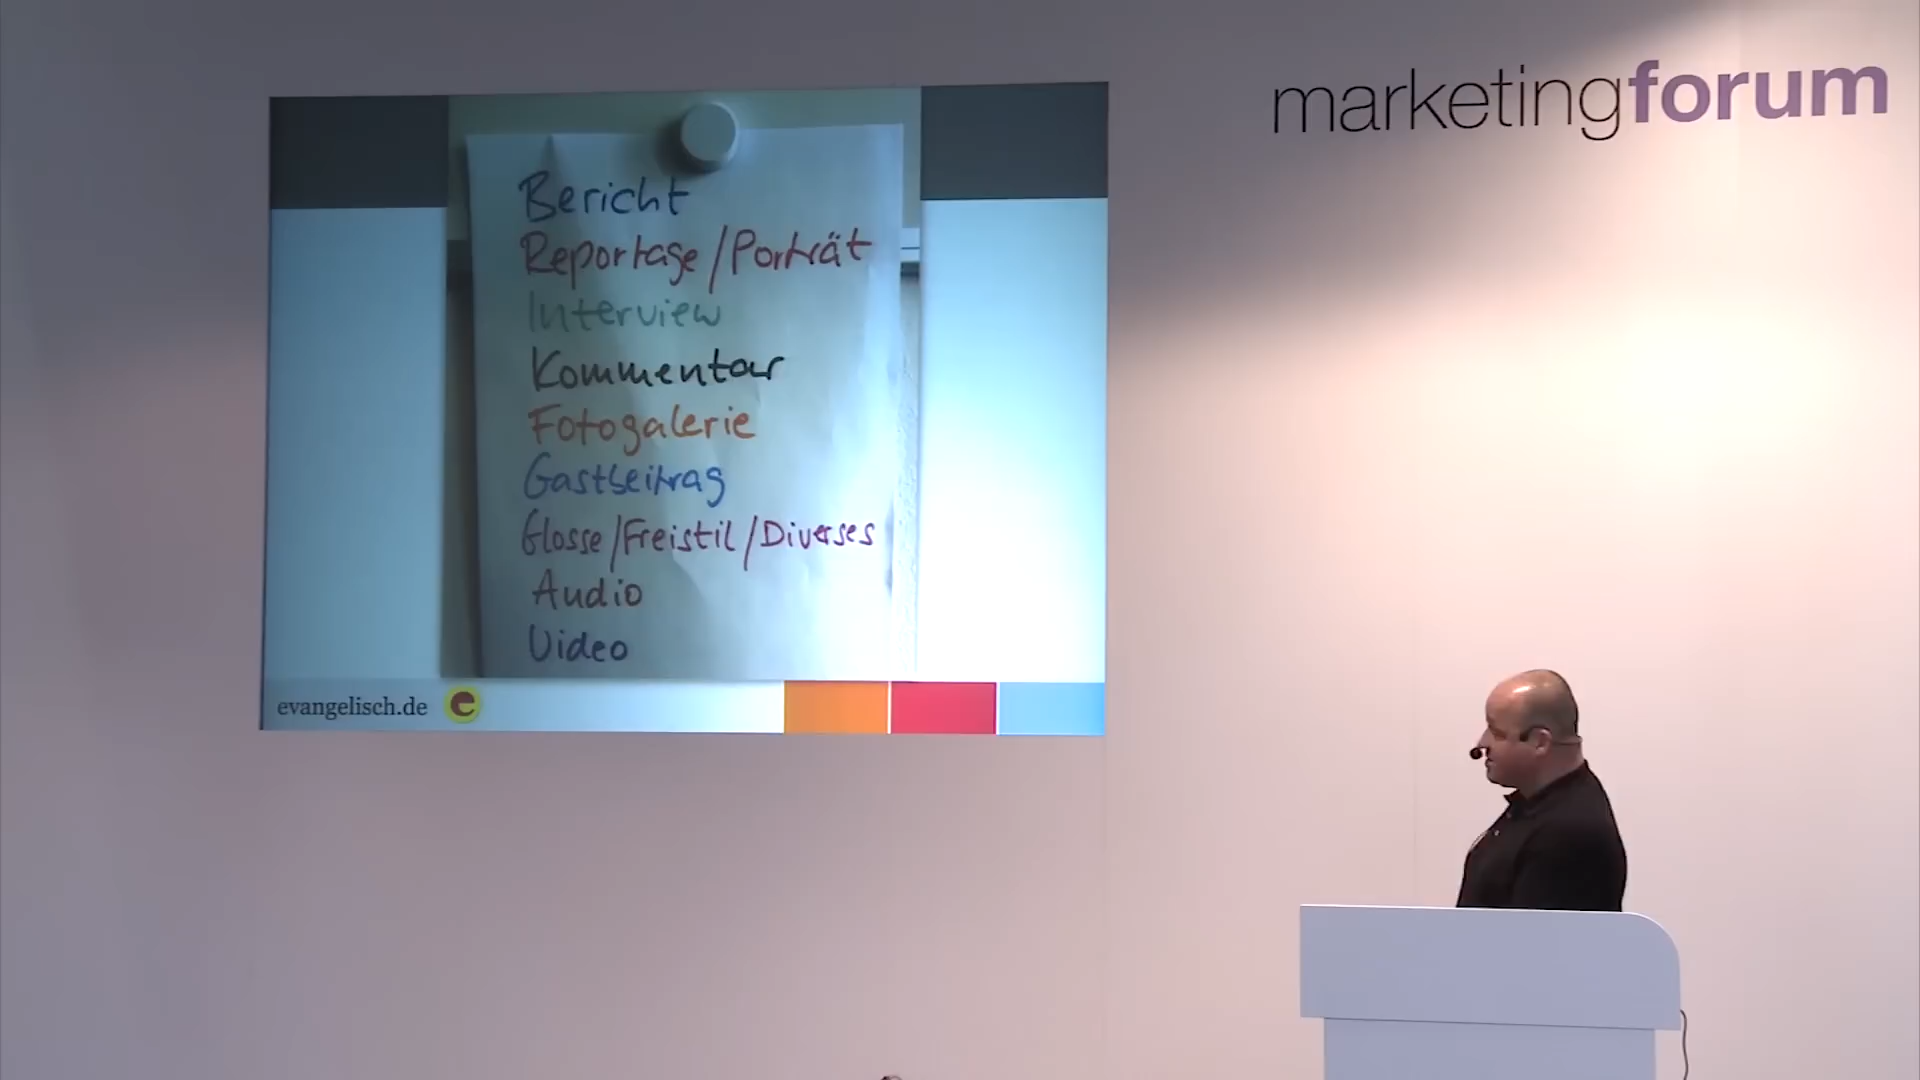 marketingforum
Bericht
Reportage/Porträt
Interview
Kommentar
Fotogalerie
Gastbeitrag
Glosse/Freistil/Diverses
Audio
Video
evangelisch.de e